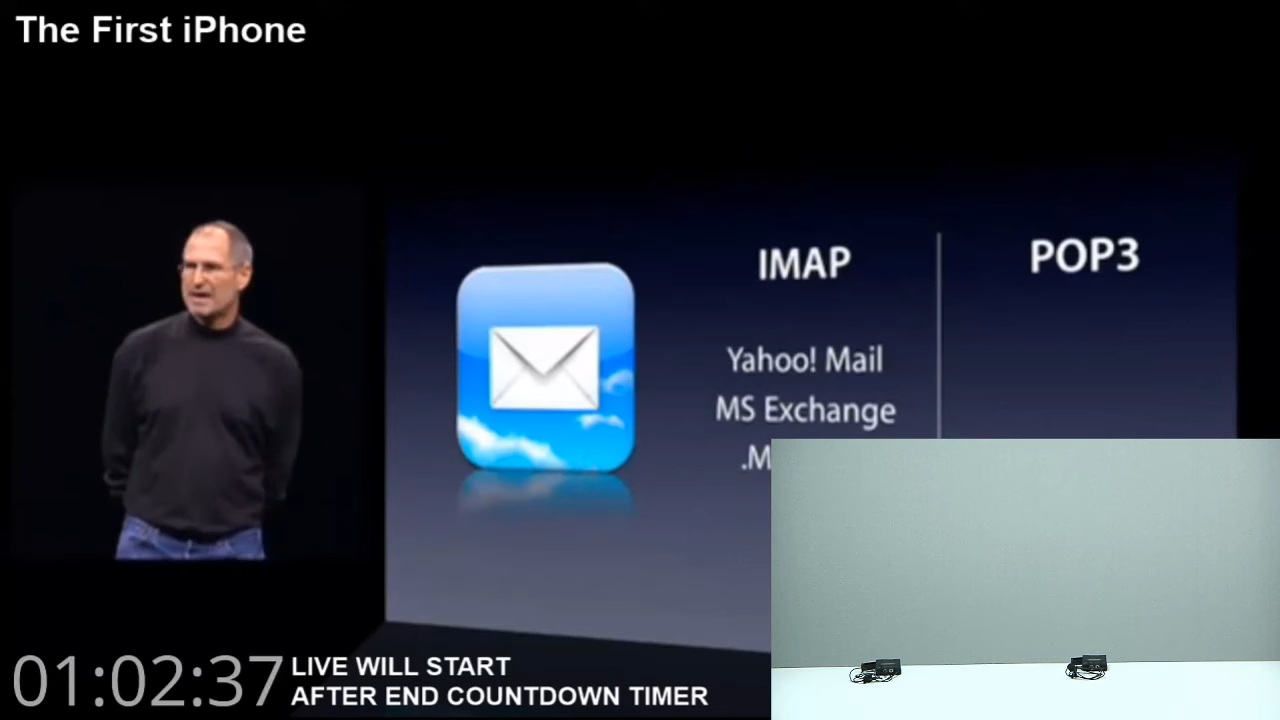 The First iPhone
IMAP
Yahoo! Mail
MS Exchange
.M
POP3
01:02:37
LIVE WILL START
AFTER END COUNTDOWN TIMER